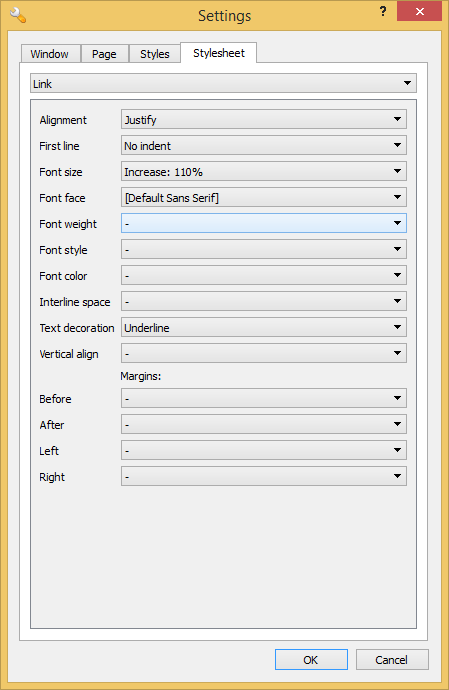 Settings
?
Window Page Styles Stylesheet
Link
Alignment Justify
First line No indent
Font size Increase: 110%
Font face [Default Sans Serif]
Font weight -
Font style -
Font color -
Interline space -
Text decoration Underline
Vertical align -
Margins:
Before -
After -
Left -
Right -
OK Cancel